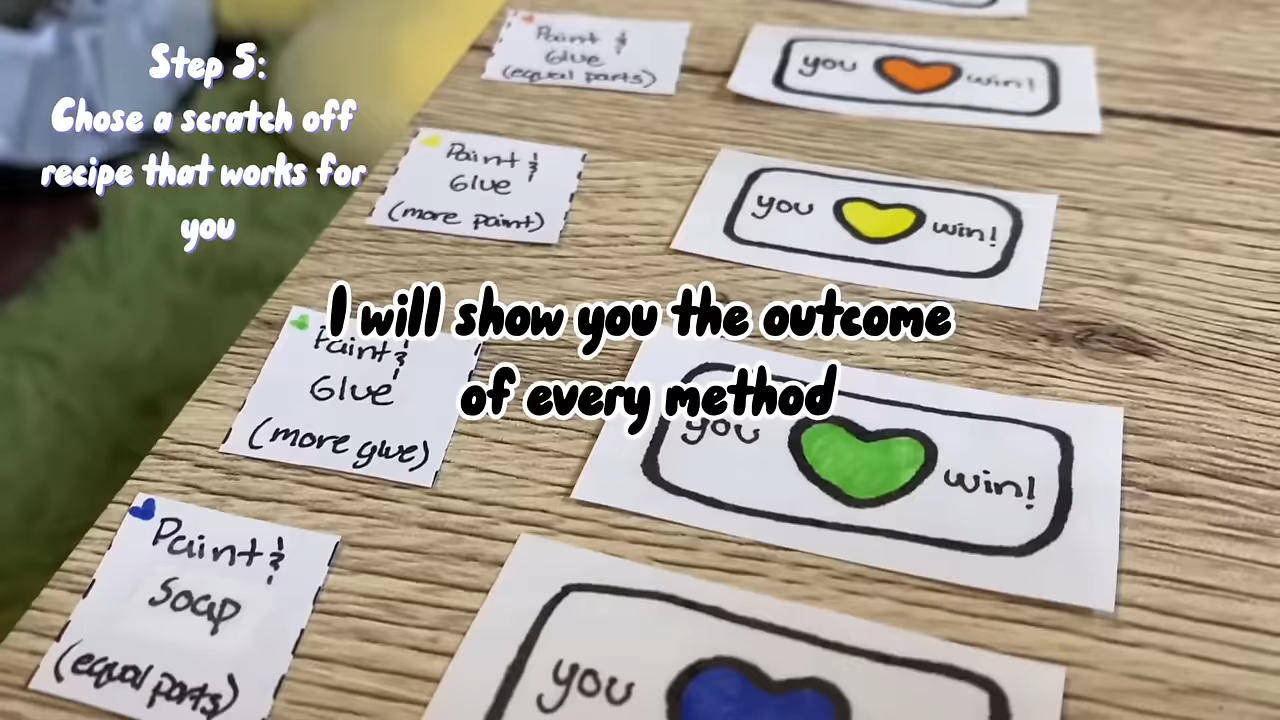 Step 5:
Chose a scratch off
recipe that works for
you
I will show you the outcome
of every method
Paint &
Glue
(equal parts)
you win!
Paint &
Glue
(more paint)
you win!
Paint &
Glue
(more glue)
you win!
Paint &
Soap
(equal parts)
you